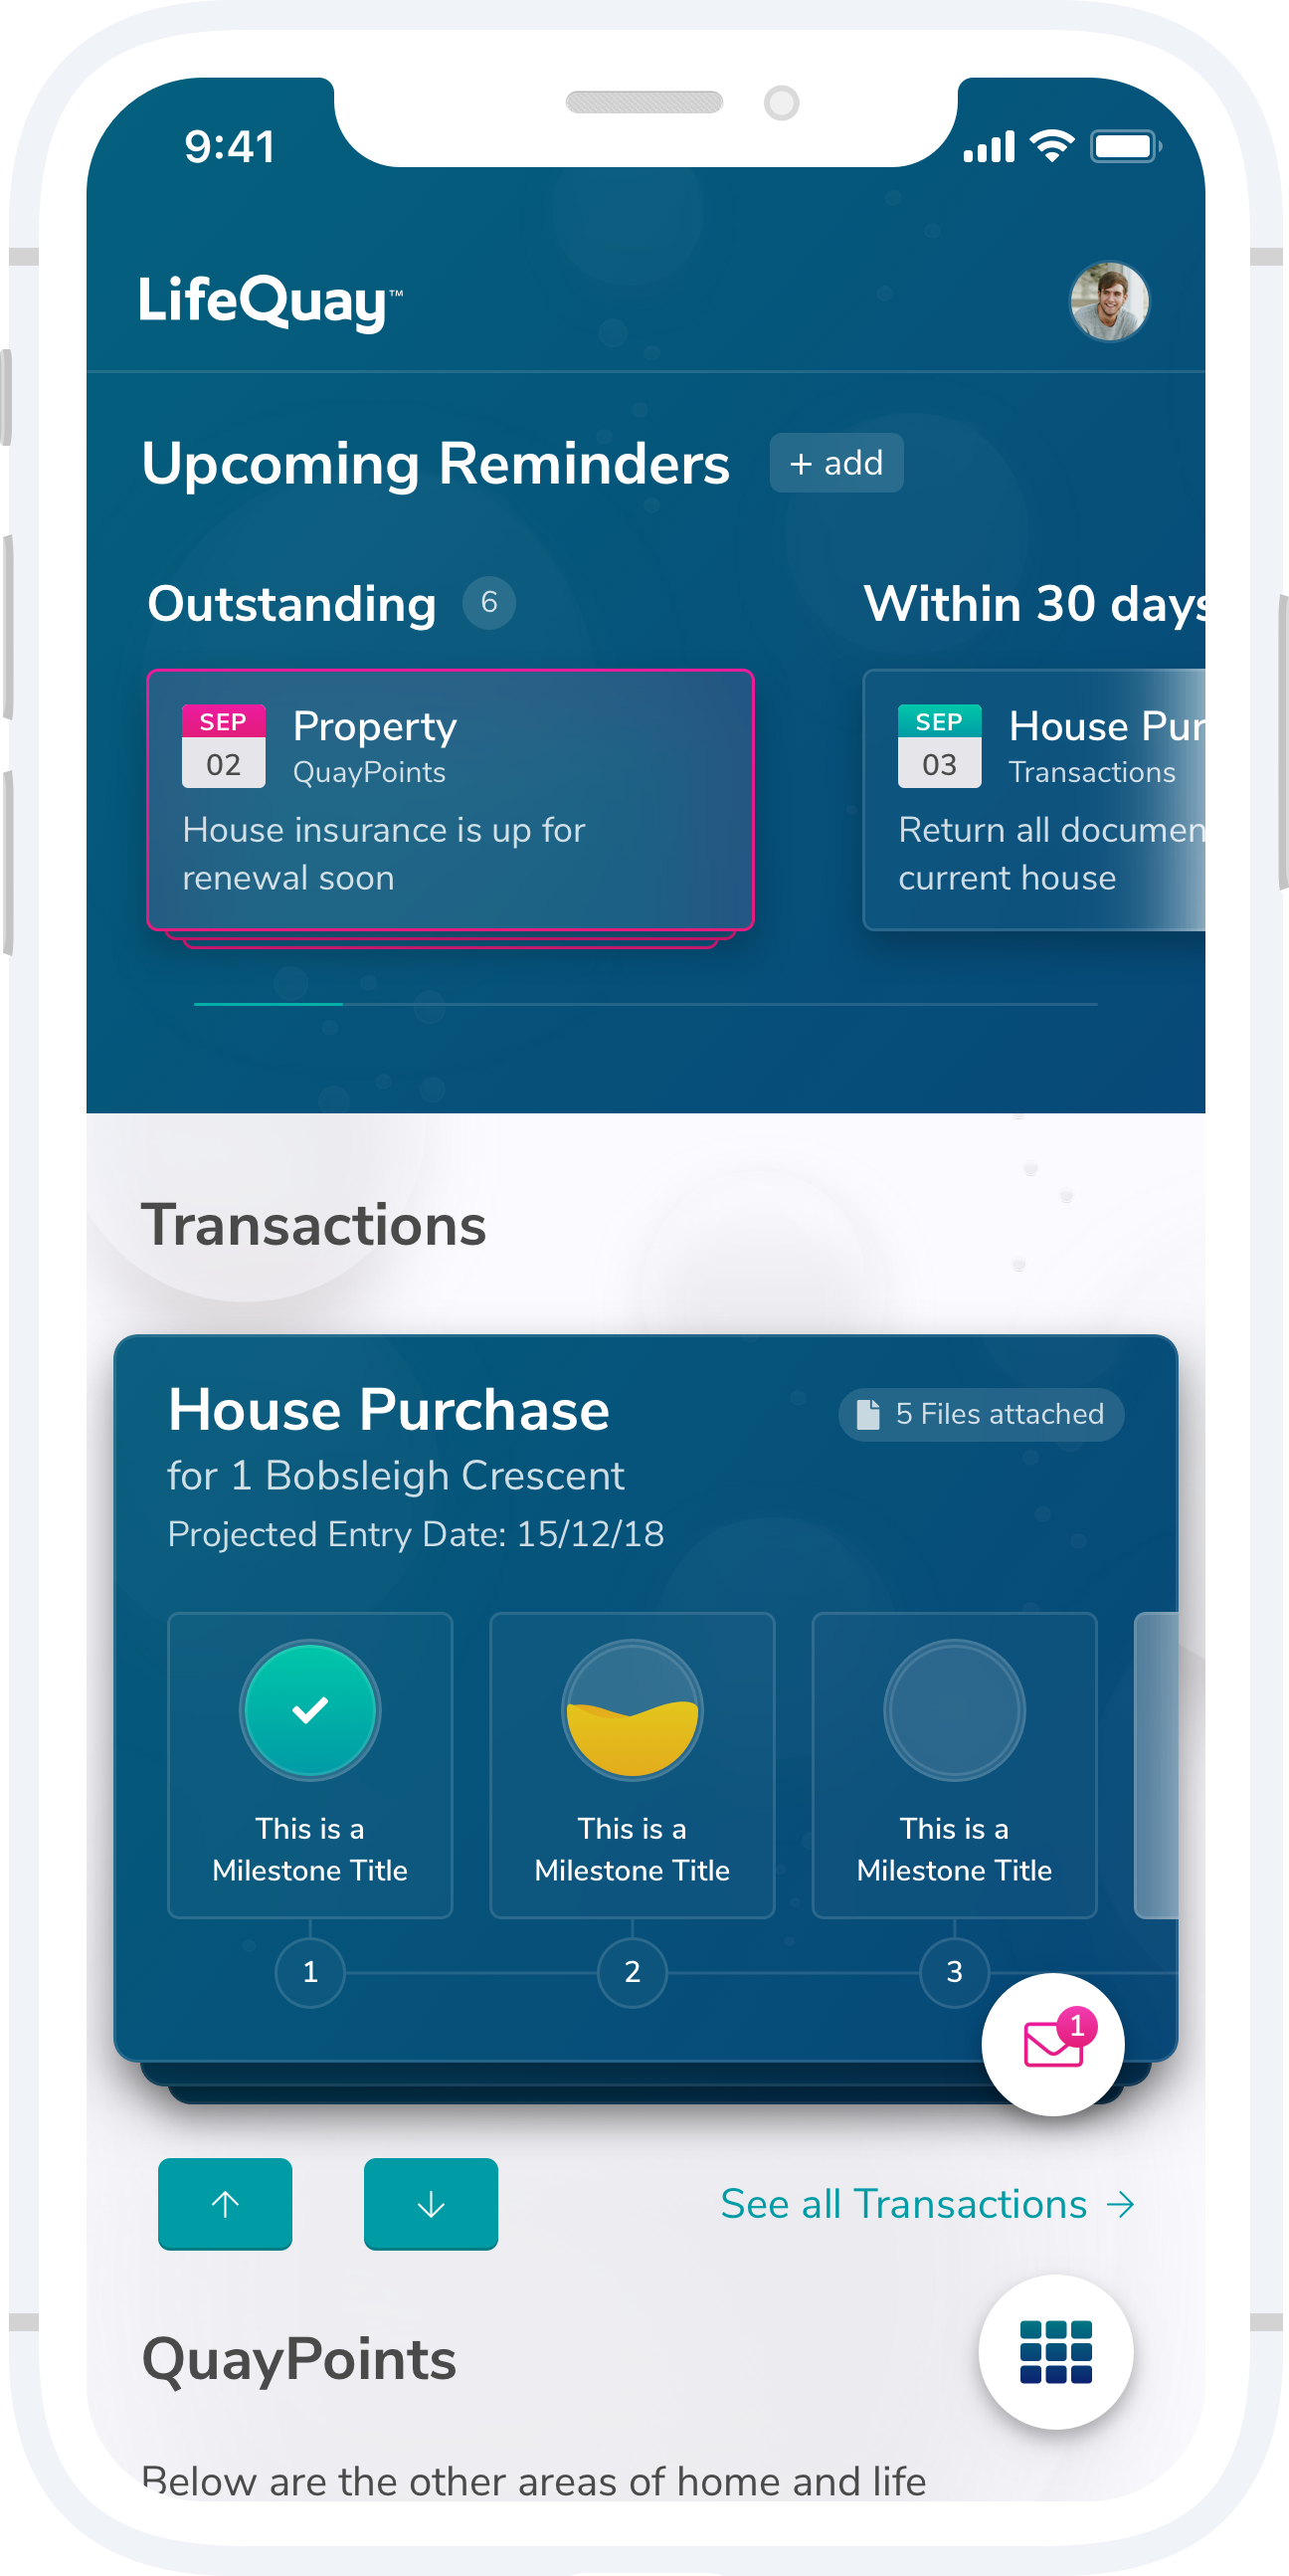 9:41
LifeQuay™
Upcoming Reminders
+ add
Outstanding 6
SEP
02
Property
QuayPoints
House insurance is up for
renewal soon
Within 30 days
SEP
03
House Pur
Transactions
Return all documen
current house
Transactions
House Purchase
5 Files attached
for 1 Bobsleigh Crescent
Projected Entry Date: 15/12/18
This is a
Milestone Title
This is a
Milestone Title
This is a
Milestone Title
1
2
3
1
See all Transactions
QuayPoints
Below are the other areas of home and life